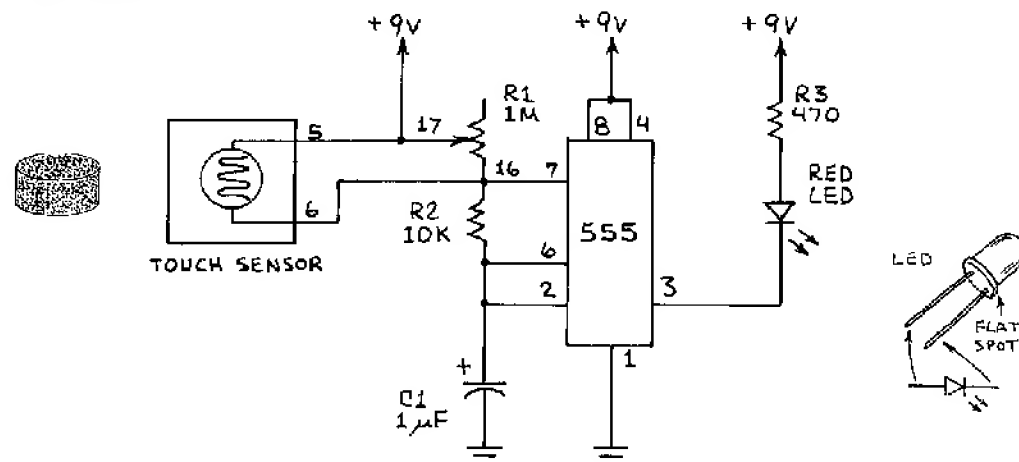 +9V
+9V
+9V
R1
1M
R3
470
8
4
5
17
16
7
RED
LED
6
R2
10K
555
6
TOUCH SENSOR
2
3
LED
FLAT
SPOT
1
+
C1
1µF